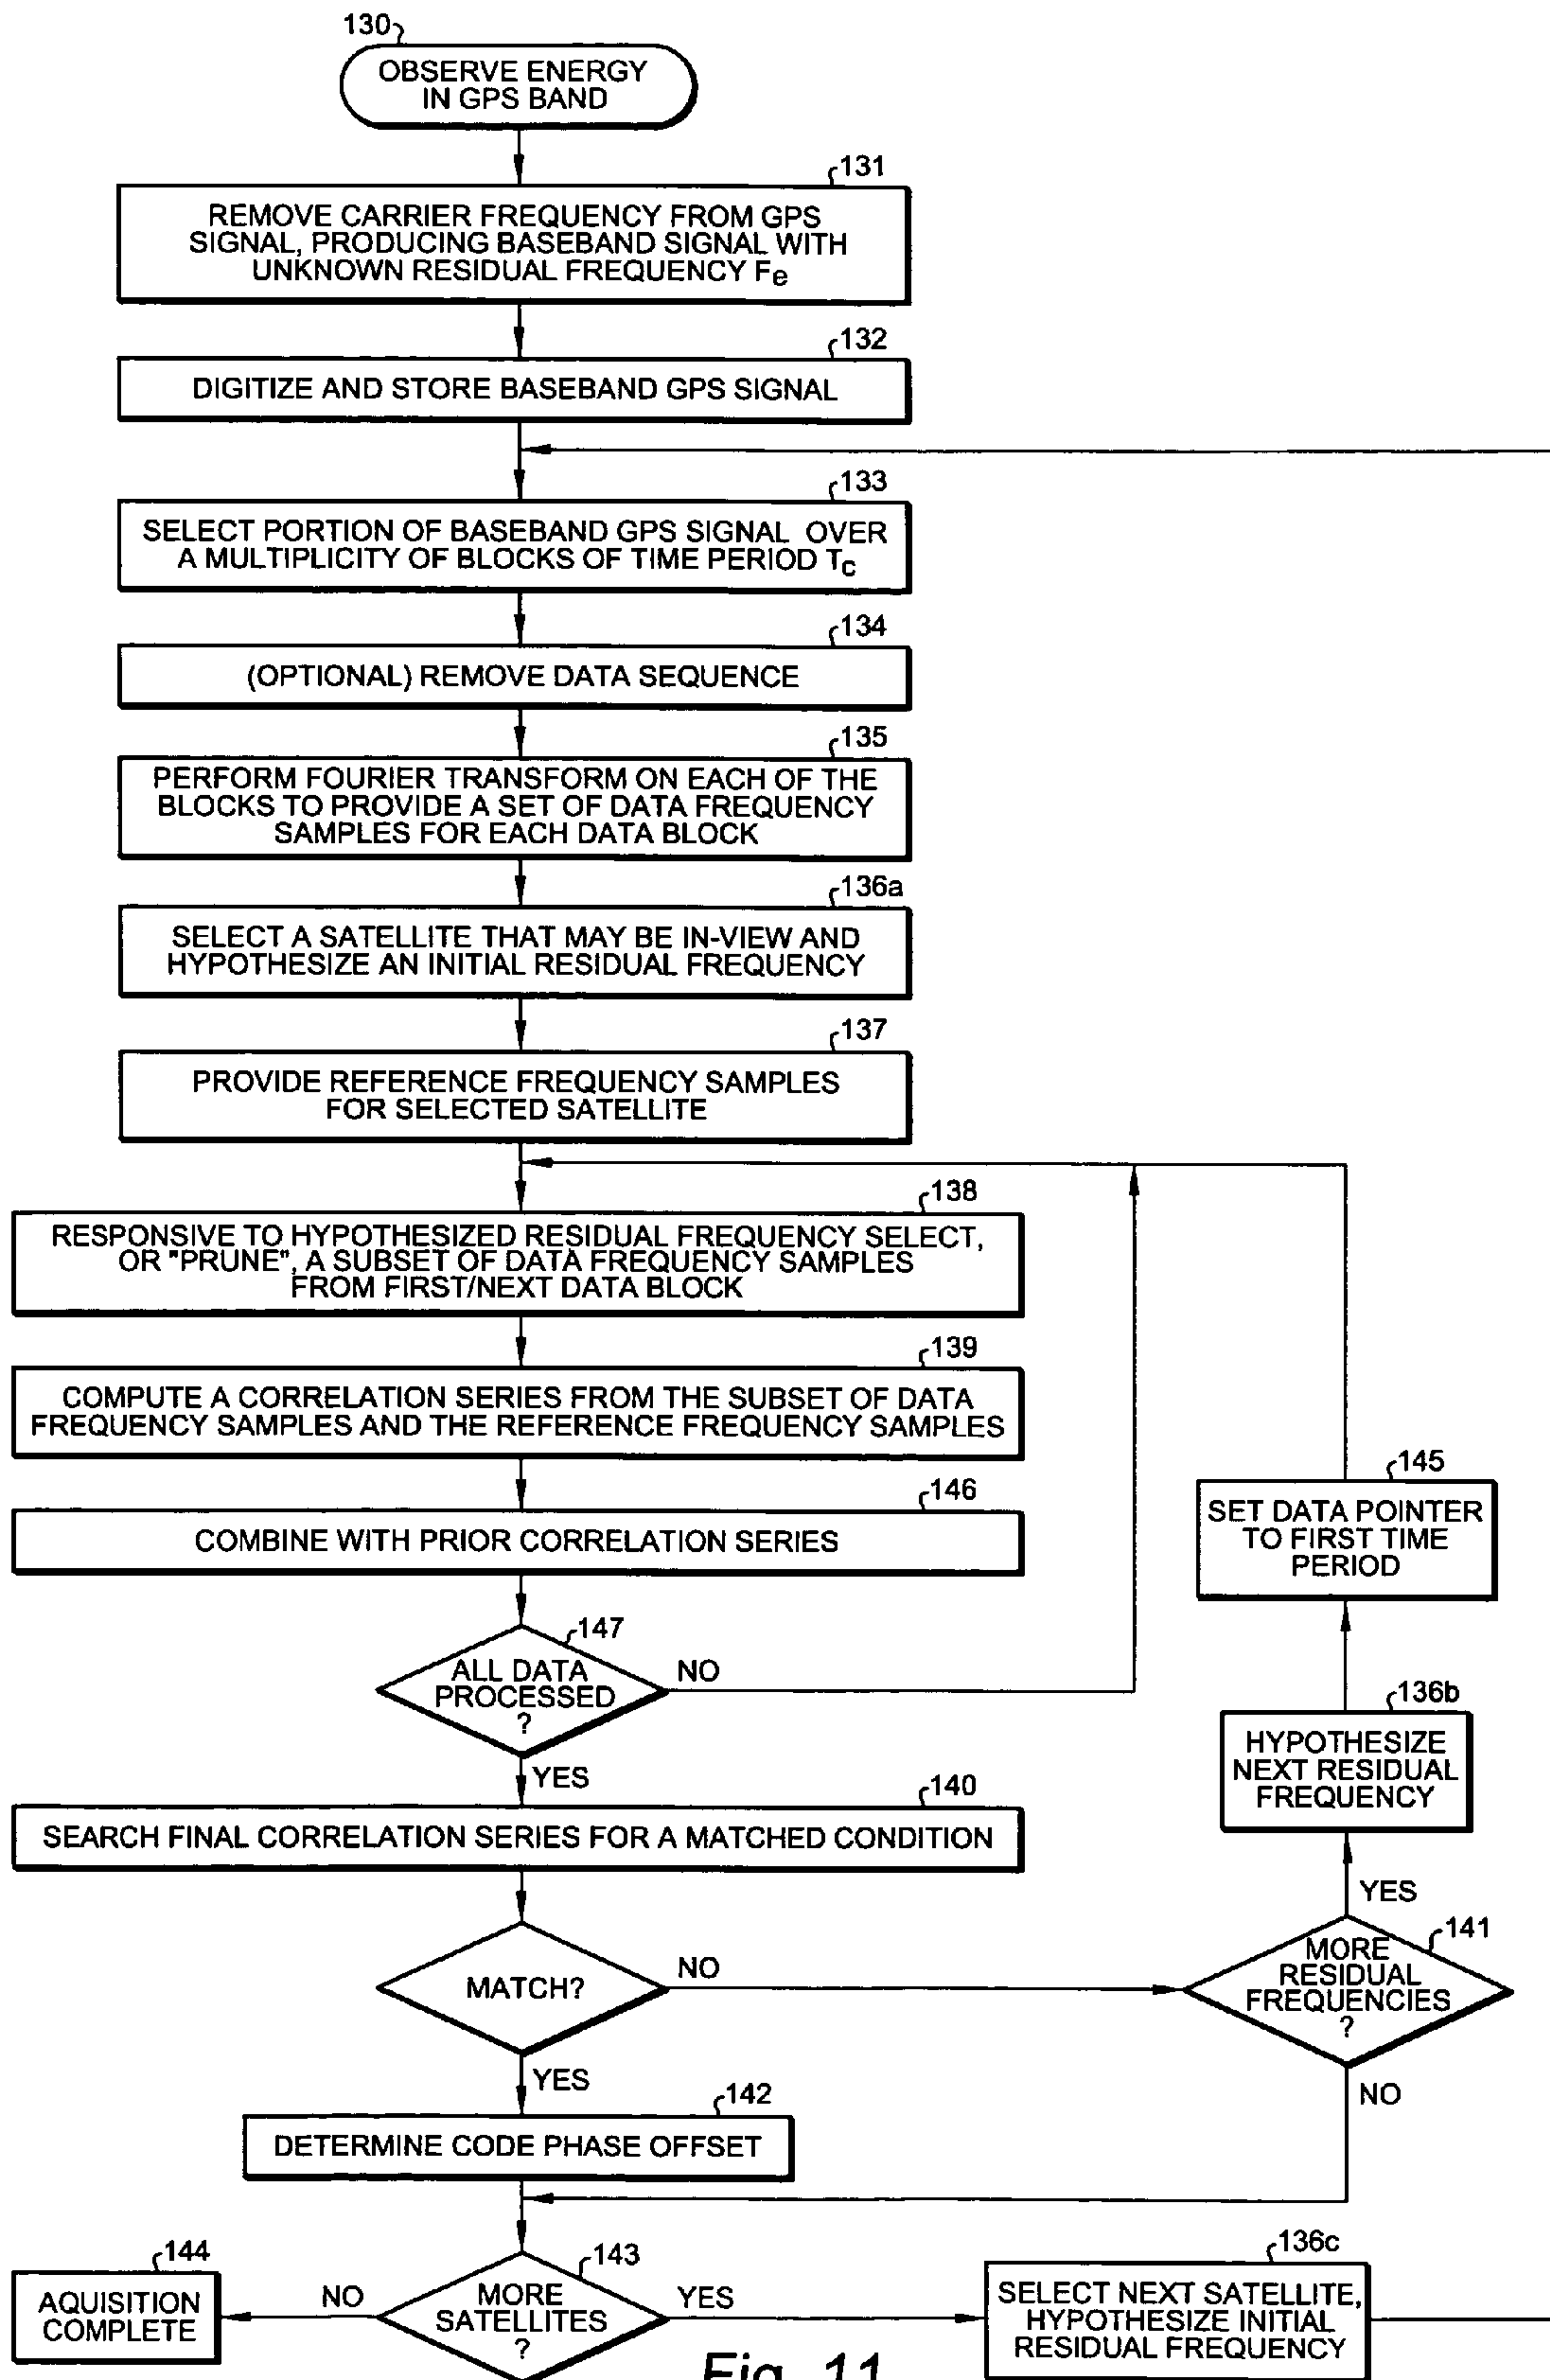 130
OBSERVE ENERGY
IN GPS BAND
131
REMOVE CARRIER FREQUENCY FROM GPS
SIGNAL, PRODUCING BASEBAND SIGNAL WITH
UNKNOWN RESIDUAL FREQUENCY Fe
132
DIGITIZE AND STORE BASEBAND GPS SIGNAL
133
SELECT PORTION OF BASEBAND GPS SIGNAL OVER
A MULTIPLICITY OF BLOCKS OF TIME PERIOD Tc
134
(OPTIONAL) REMOVE DATA SEQUENCE
135
PERFORM FOURIER TRANSFORM ON EACH OF THE
BLOCKS TO PROVIDE A SET OF DATA FREQUENCY
SAMPLES FOR EACH DATA BLOCK
136a
SELECT A SATELLITE THAT MAY BE IN-VIEW AND
HYPOTHESIZE AN INITIAL RESIDUAL FREQUENCY
137
PROVIDE REFERENCE FREQUENCY SAMPLES
FOR SELECTED SATELLITE
138
RESPONSIVE TO HYPOTHESIZED RESIDUAL FREQUENCY SELECT,
OR "PRUNE", A SUBSET OF DATA FREQUENCY SAMPLES
FROM FIRST/NEXT DATA BLOCK
139
COMPUTE A CORRELATION SERIES FROM THE SUBSET OF DATA
FREQUENCY SAMPLES AND THE REFERENCE FREQUENCY SAMPLES
146
COMBINE WITH PRIOR CORRELATION SERIES
145
SET DATA POINTER
TO FIRST TIME
PERIOD
147
ALL DATA
PROCESSED
?
NO
YES
136b
HYPOTHESIZE
NEXT RESIDUAL
FREQUENCY
140
SEARCH FINAL CORRELATION SERIES FOR A MATCHED CONDITION
YES
141
MORE
RESIDUAL
FREQUENCIES
?
MATCH?
NO
YES
NO
142
DETERMINE CODE PHASE OFFSET
144
AQUISITION
COMPLETE
NO
143
MORE
SATELLITES
?
YES
136c
SELECT NEXT SATELLITE,
HYPOTHESIZE INITIAL
RESIDUAL FREQUENCY
Fig. 11